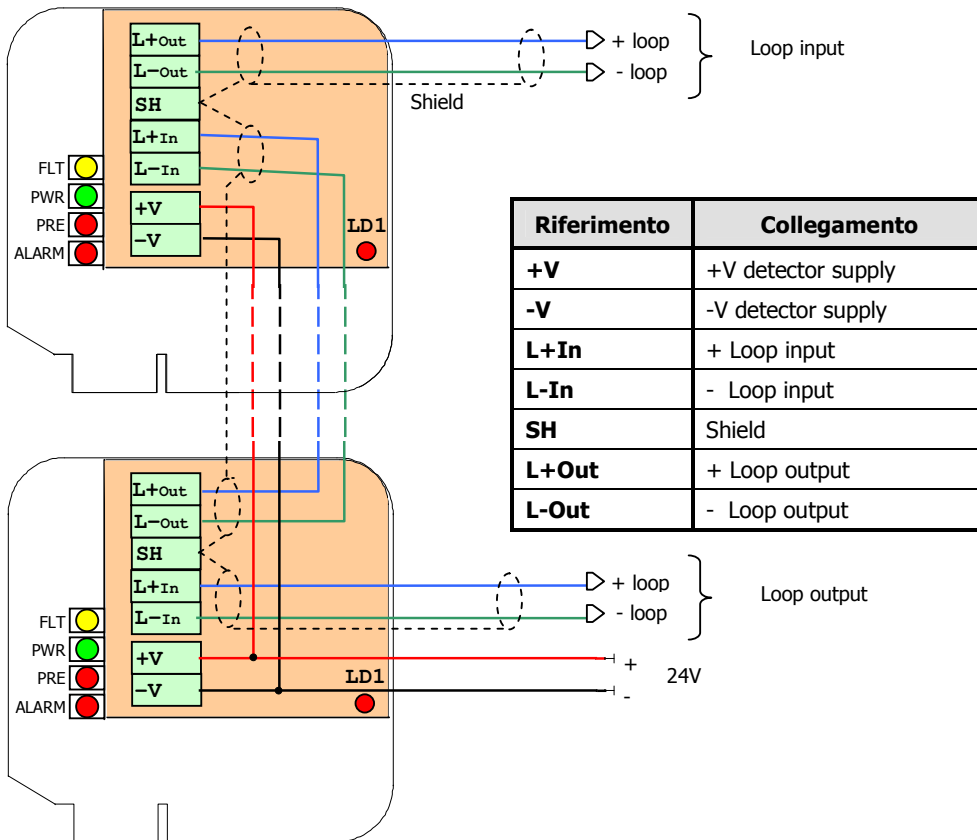 L+Out
+ loop
Loop input
L−Out
- loop
SH
Shield
L+In
FLT
L−In
PWR
+V
PRE
−V
LD1
ALARM
Riferimento Collegamento
+V +V detector supply
-V -V detector supply
L+In + Loop input
L-In - Loop input
SH Shield
L+Out + Loop output
L-Out - Loop output
L+Out
L−Out
SH
L+In
+ loop
Loop output
L−In
- loop
FLT
PWR
+V
+
24V
PRE
−V
LD1
-
ALARM